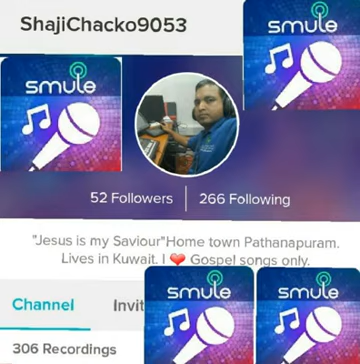 ShajiChacko9053
smule
smule
52 Followers
266 Following
"Jesus is my Saviour"Home town Pathanapuram.
Lives in Kuwait. I ❤ Gospel songs only.
Channel
Invit
smule
smule
306 Recordings